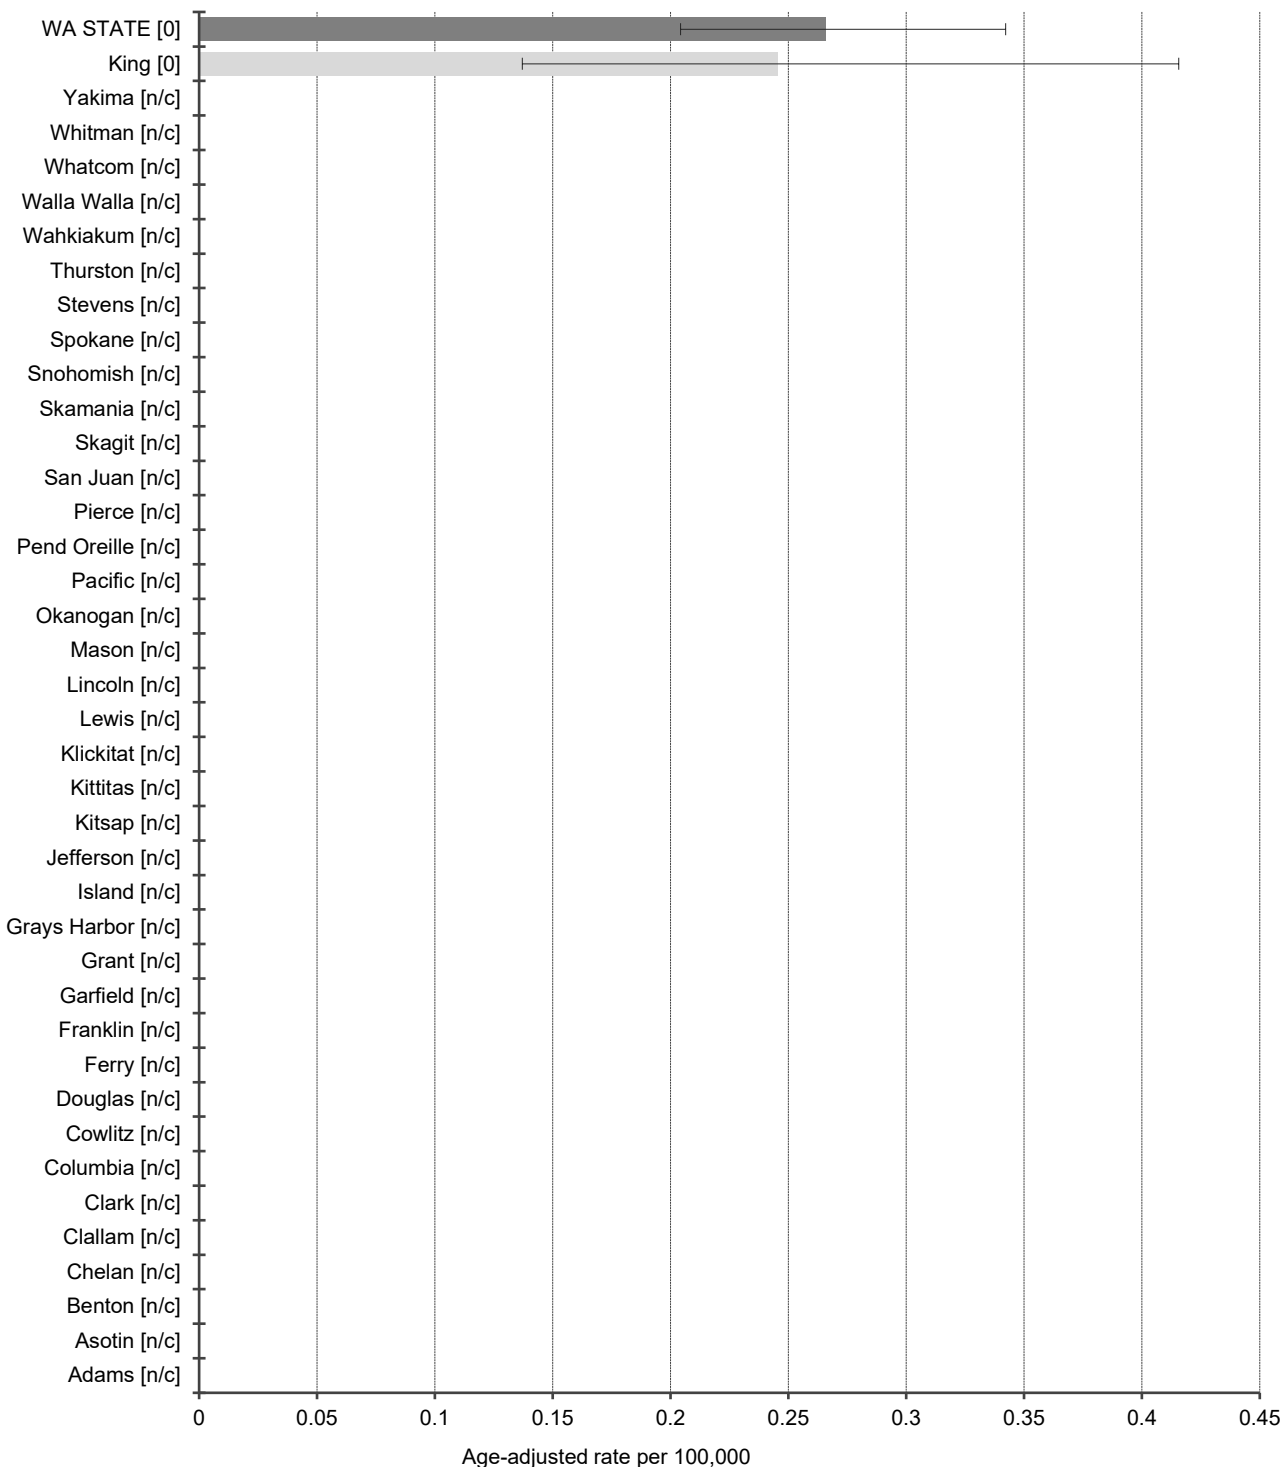 WA STATE [0]
King [0]
Yakima [n/c]
Whitman [n/c]
Whatcom [n/c]
Walla Walla [n/c]
Wahkiakum [n/c]
Thurston [n/c]
Stevens [n/c]
Spokane [n/c]
Snohomish [n/c]
Skamania [n/c]
Skagit [n/c]
San Juan [n/c]
Pierce [n/c]
Pend Oreille [n/c]
Pacific [n/c]
Okanogan [n/c]
Mason [n/c]
Lincoln [n/c]
Lewis [n/c]
Klickitat [n/c]
Kittitas [n/c]
Kitsap [n/c]
Jefferson [n/c]
Island [n/c]
Grays Harbor [n/c]
Grant [n/c]
Garfield [n/c]
Franklin [n/c]
Ferry [n/c]
Douglas [n/c]
Cowlitz [n/c]
Columbia [n/c]
Clark [n/c]
Clallam [n/c]
Chelan [n/c]
Benton [n/c]
Asotin [n/c]
Adams [n/c]
0 0.05 0.1 0.15 0.2 0.25 0.3 0.35 0.4 0.45
Age-adjusted rate per 100,000